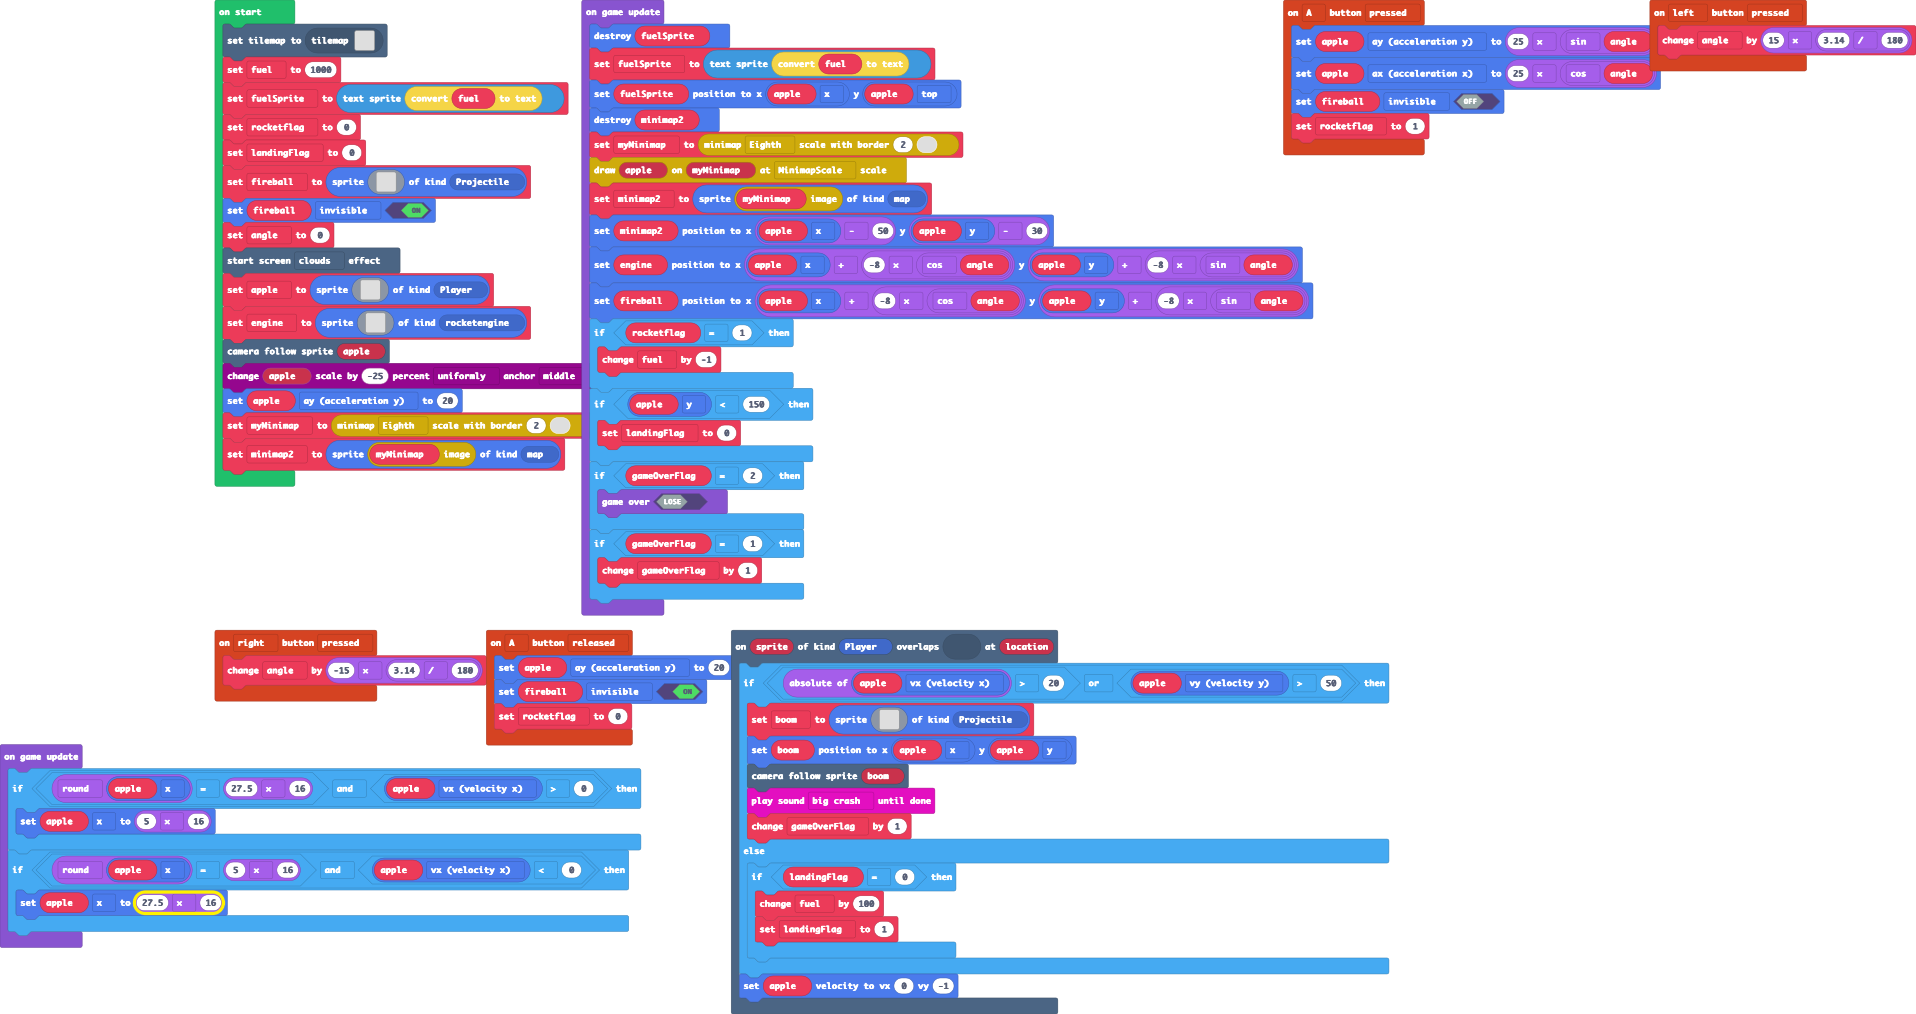 on start
set tilemap to tilemap
set fuel to 1000
set fuelSprite to text sprite convert fuel to text
set rocketflag to 0
set landingFlag to 0
set fireball to sprite of kind Projectile
set fireball invisible ON
set angle to 0
start screen clouds effect
set apple to sprite of kind Player
set engine to sprite of kind rocketengine
camera follow sprite apple
change apple scale by -25 percent uniformly anchor middle
set apple ay (acceleration y) to 20
set myMinimap to minimap Eighth scale with border 2
set minimap2 to sprite myMinimap image of kind map
on game update
destroy fuelSprite
set fuelSprite to text sprite convert fuel to text
set fuelSprite position to x apple x y apple top
destroy minimap2
set myMinimap to minimap Eighth scale with border 2
draw apple on myMinimap at MinimapScale scale
set minimap2 to sprite myMinimap image of kind map
set minimap2 position to x apple x - 50 y apple y - 30
set engine position to x apple x + -8 × cos angle y apple y + -8 × sin angle
set fireball position to x apple x + -8 × cos angle y apple y + -8 × sin angle
if rocketflag = 1 then
change fuel by -1
if apple y < 150 then
set landingFlag to 0
if gameOverFlag = 2 then
game over LOSE
if gameOverFlag = 1 then
change gameOverFlag by 1
on A button pressed
set apple ay (acceleration y) to 25 × sin angle
set apple ax (acceleration x) to 25 × cos angle
set fireball invisible OFF
set rocketflag to 1
on left button pressed
change angle by 15 × 3.14 / 180
on right button pressed
change angle by -15 × 3.14 / 180
on A button released
set apple ay (acceleration y) to 20
set fireball invisible ON
set rocketflag to 0
on sprite of kind Player overlaps at location
if absolute of apple vx (velocity x) > 20 or apple vy (velocity y) > 50 then
set boom to sprite of kind Projectile
set boom position to x apple x y apple y
camera follow sprite boom
play sound big crash until done
change gameOverFlag by 1
else
if landingFlag = 0 then
change fuel by 100
set landingFlag to 1
set apple velocity to vx 0 vy -1
on game update
if round apple x = 27.5 × 16 and apple vx (velocity x) > 0 then
set apple x to 5 × 16
if round apple x = 5 × 16 and apple vx (velocity x) < 0 then
set apple x to 27.5 × 16